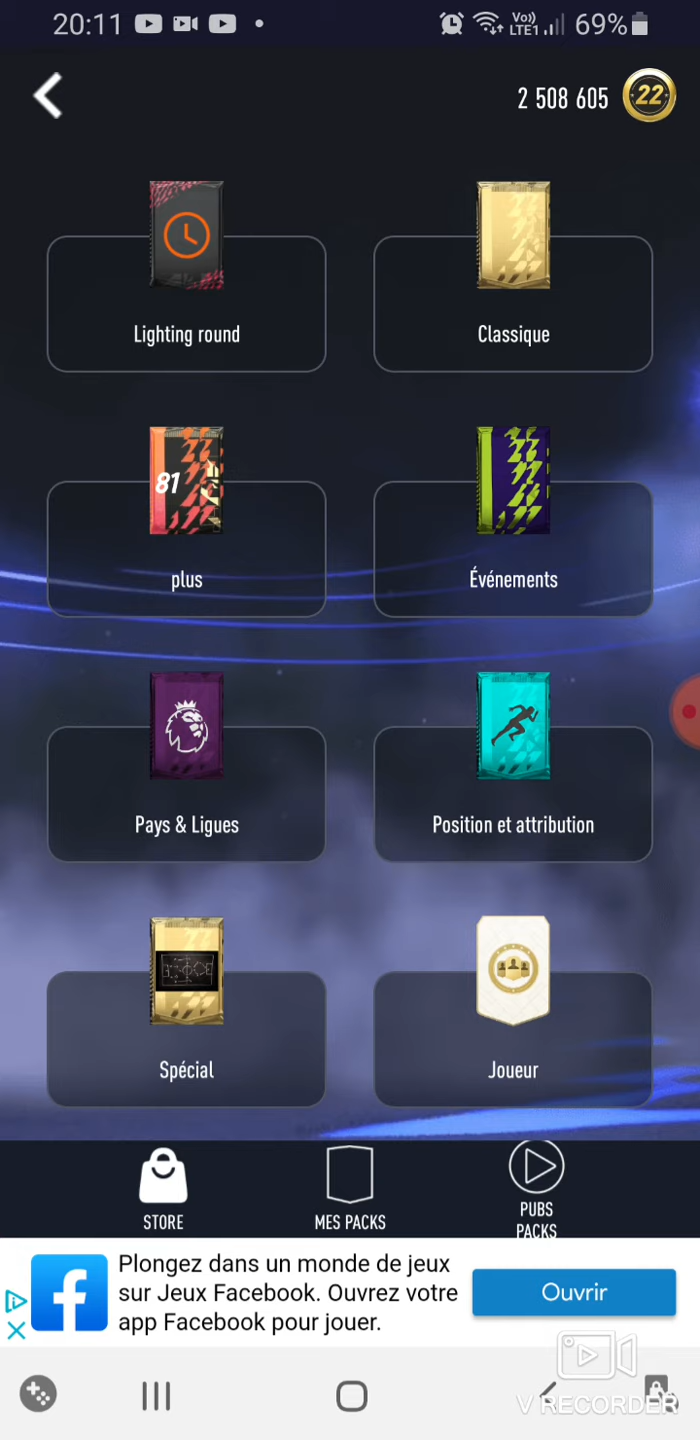 20:11
Vo))
LTE1
69%
2 508 605
22
Lighting round
Classique
81
plus
Événements
Pays & Ligues
Position et attribution
Spécial
Joueur
STORE
MES PACKS
PUBS
PACKS
Plongez dans un monde de jeux
sur Jeux Facebook. Ouvrez votre
app Facebook pour jouer.
Ouvrir
V RECORDER